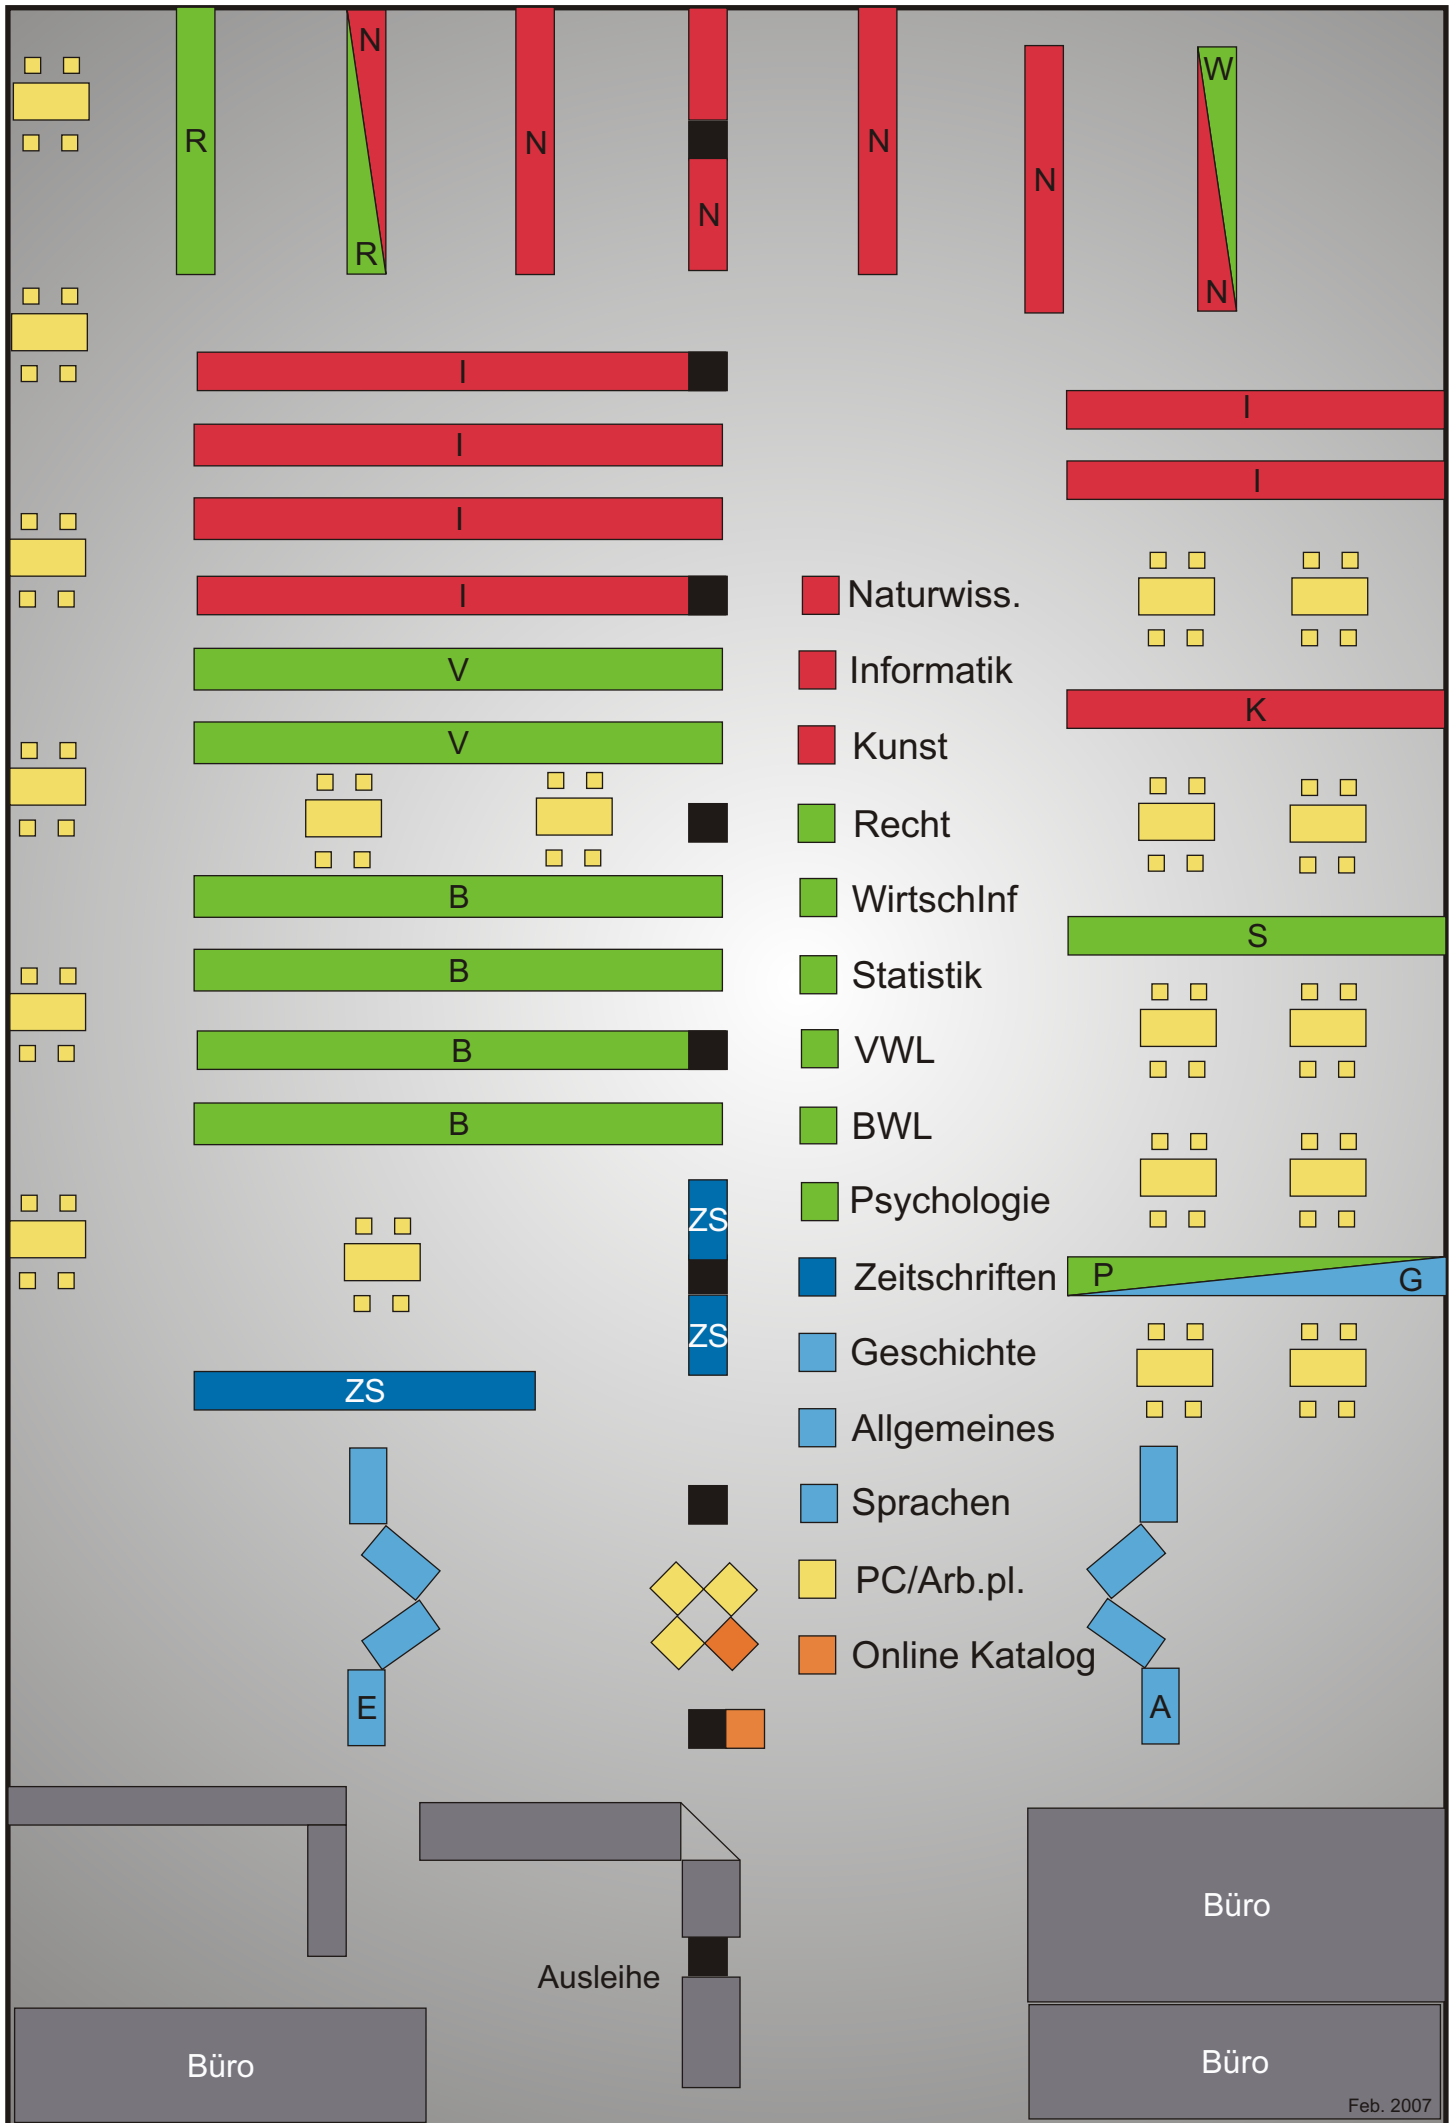 N
W
R
N
N
N
N
N
R
N
I
I
I
I
I
I
V
V
B
B
B
B
Naturwiss.
Informatik
Kunst
Recht
WirtschInf
Statistik
VWL
BWL
Psychologie
Zeitschriften
Geschichte
Allgemeines
Sprachen
PC/Arb.pl.
Online Katalog
K
S
P
G
ZS
ZS
ZS
E
A
Ausleihe
Büro
Büro
Büro
Feb. 2007